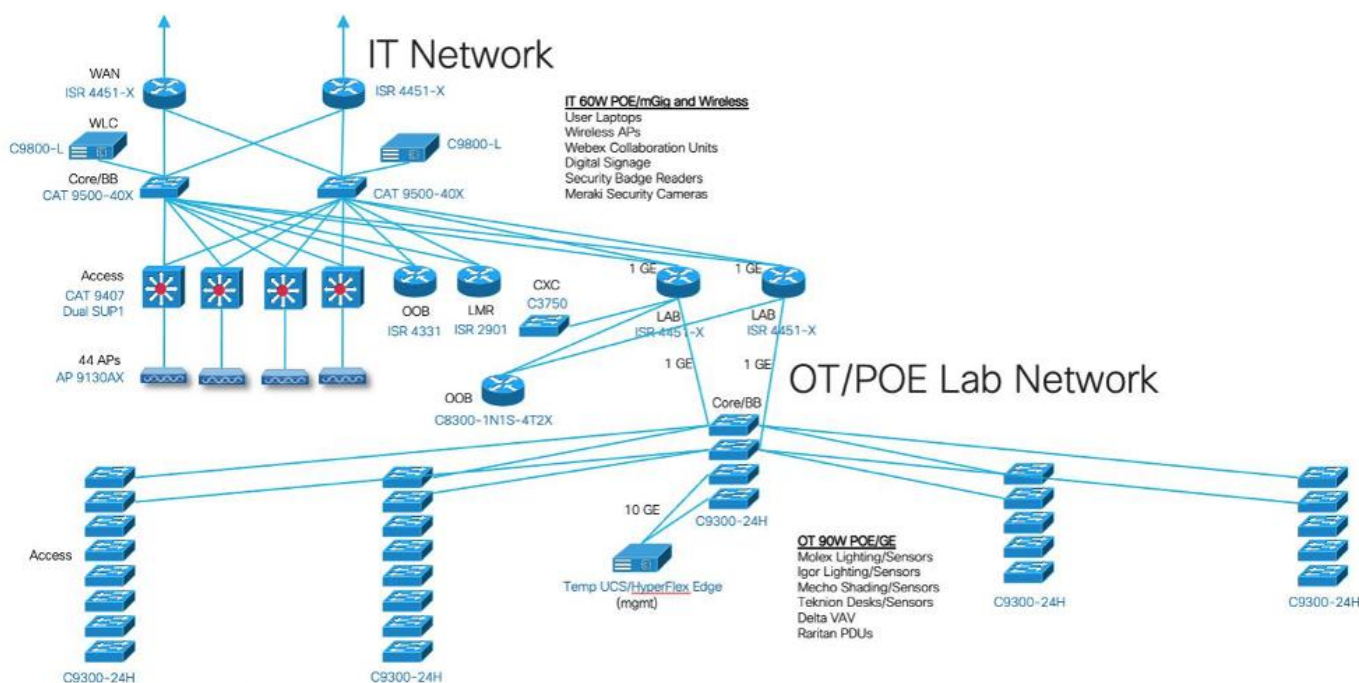 IT Network
WAN
ISR 4451-X
ISR 4451-X
WLC
C9800-L
C9800-L
Core/BB
CAT 9500-40X
CAT 9500-40X
IT 60W POE/mGig and Wireless
User Laptops
Wireless APs
Webex Collaboration Units
Digital Signage
Security Badge Readers
Meraki Security Cameras
Access
CAT 9407
Dual SUP1
OOB
ISR 4331
LMR
ISR 2901
CXC
C3750
1 GE
1 GE
LAB
ISR 4451-X
LAB
ISR 4451-X
44 APs
AP 9130AX
1 GE
1 GE
OOB
C8300-1N1S-4T2X
OT/POE Lab Network
Core/BB
10 GE
C9300-24H
Access
Temp UCS/HyperFlex Edge
(mgmt)
OT 90W POE/GE
Molex Lighting/Sensors
Igor Lighting/Sensors
Mecho Shading/Sensors
Teknion Desks/Sensors
Delta VAV
Raritan PDUs
C9300-24H
C9300-24H
C9300-24H
C9300-24H